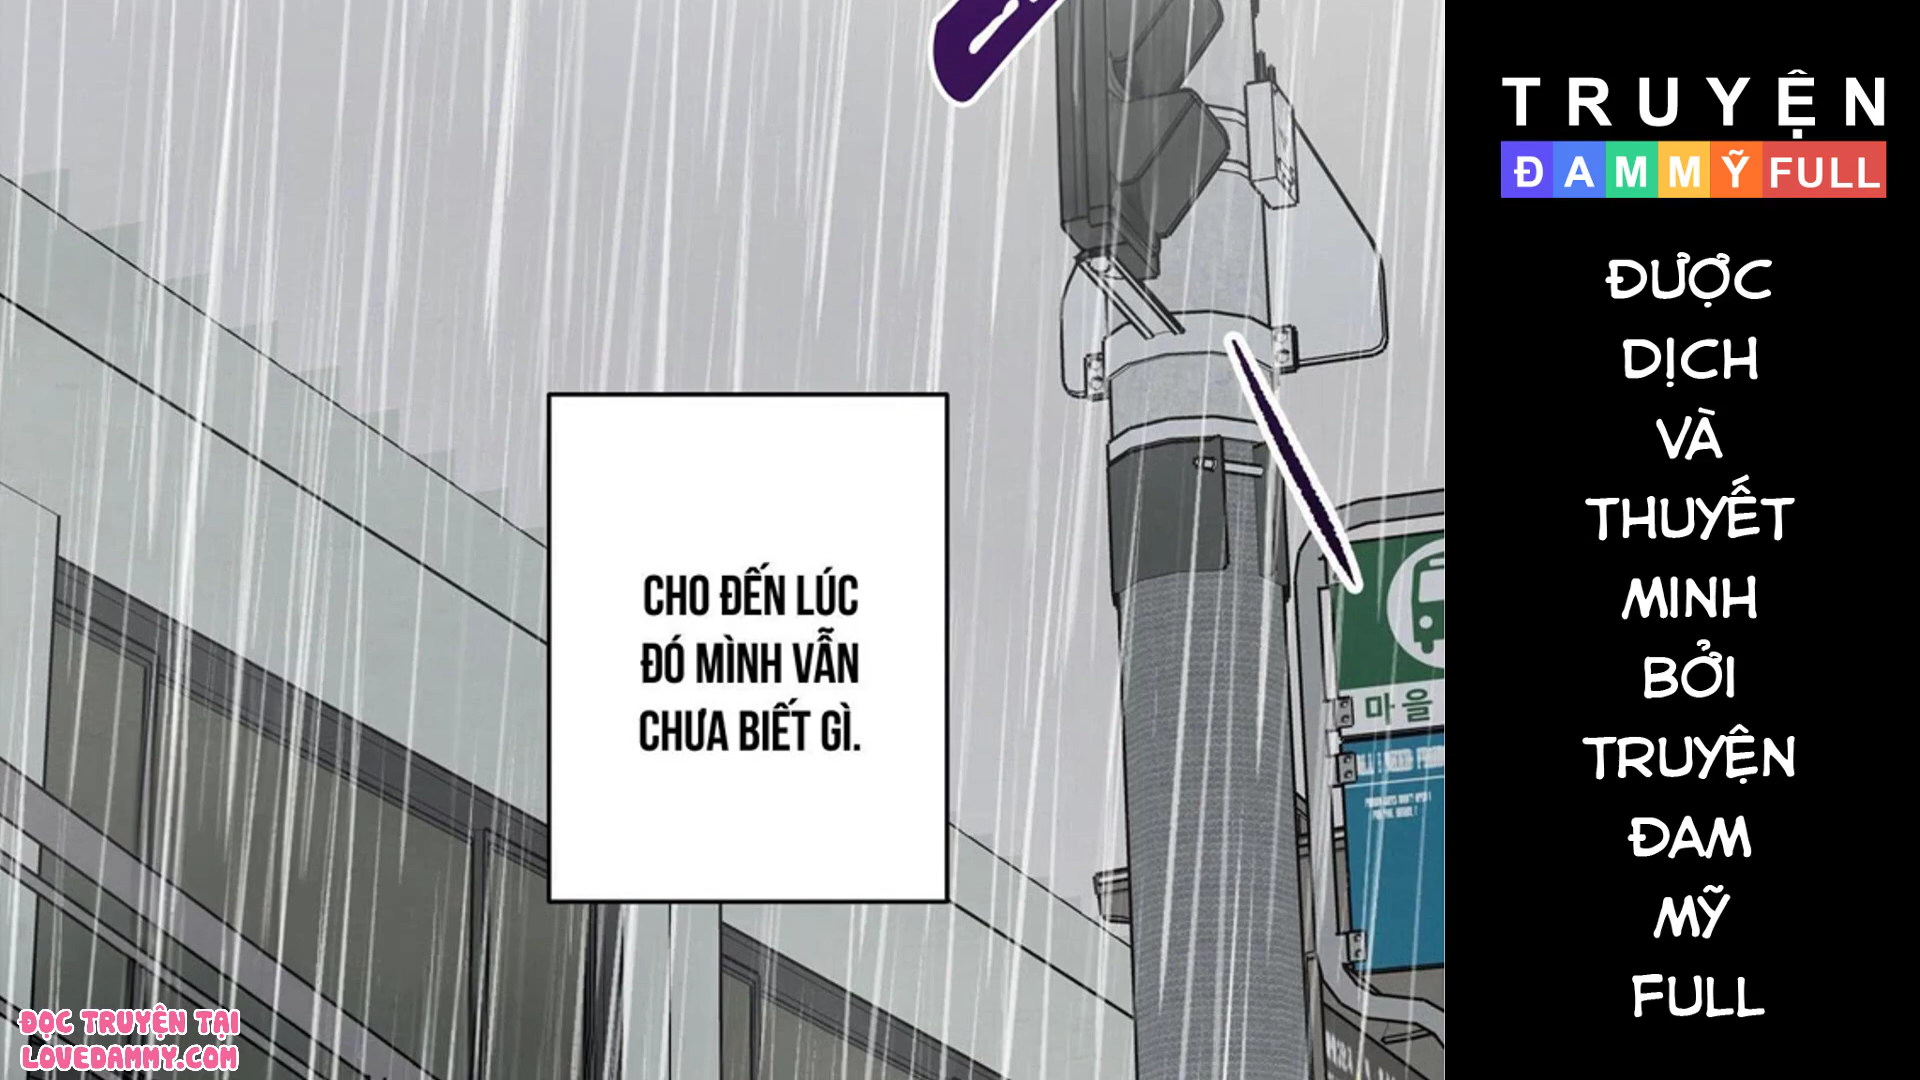 CHO ĐẾN LÚC
ĐÓ MÌNH VẪN
CHƯA BIẾT GÌ.
마을
ĐỌC TRUYỆN TẠI
LOVEDAMMY.COM
TRUYỆN
ĐAMMỸ FULL
ĐƯỢC
DỊCH
VÀ
THUYẾT
MINH
BỞI
TRUYỆN
ĐAM
MỸ
FULL